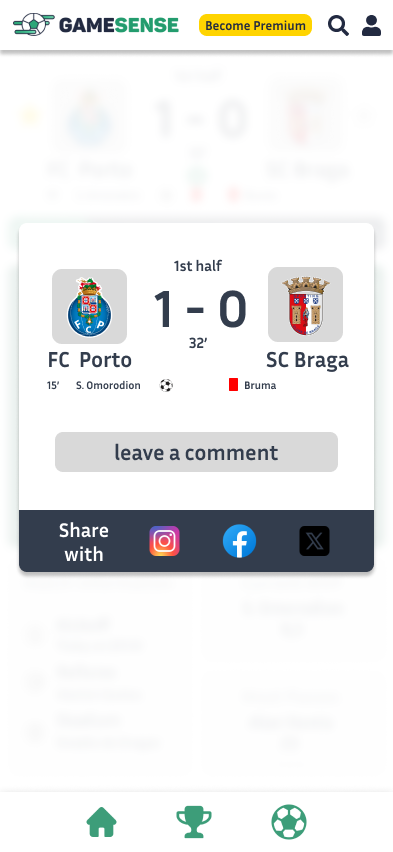 GAMESENSE
Become Premium
1st half
1 - 0
32'
FC Porto
SC Braga
15' S. Omorodion
Bruma
leave a comment
Share
with